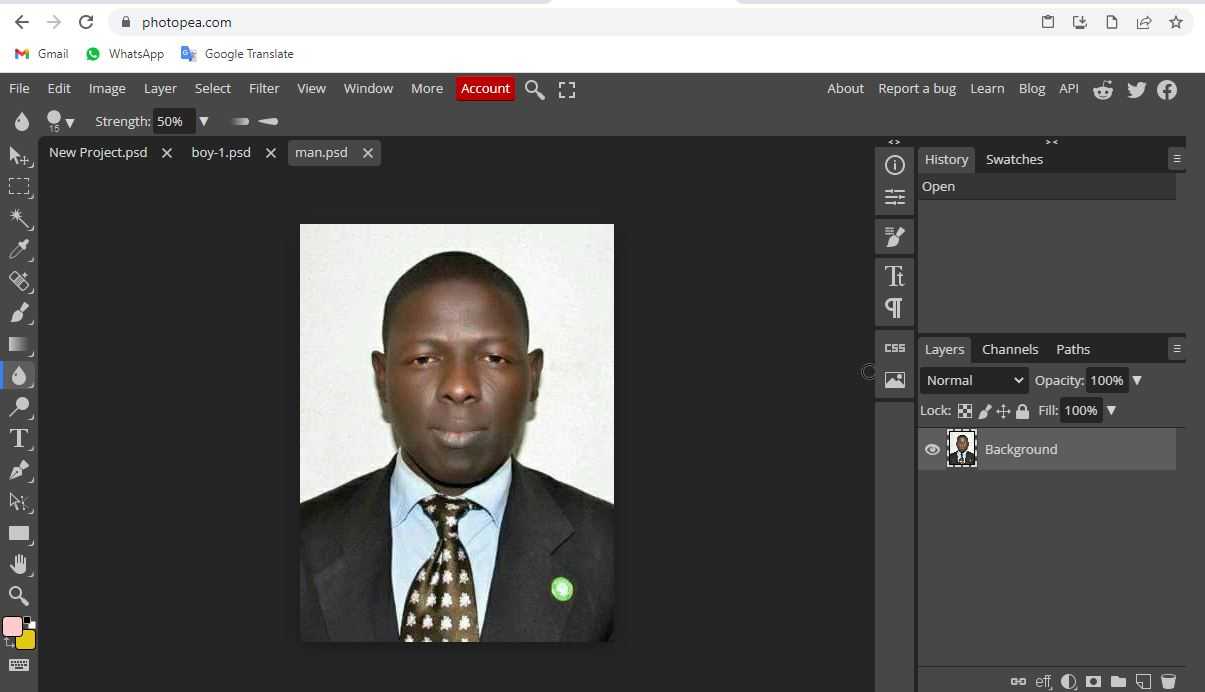 photopea.com
Gmail WhatsApp Google Translate
File Edit Image Layer Select Filter View Window More Account About Report a bug Learn Blog API
15 Strength: 50%
New Project.psd boy-1.psd man.psd
History Swatches
Open
Tt
CSS
Layers Channels Paths
Normal Opacity: 100%
Lock: Fill: 100%
Background
T
eff